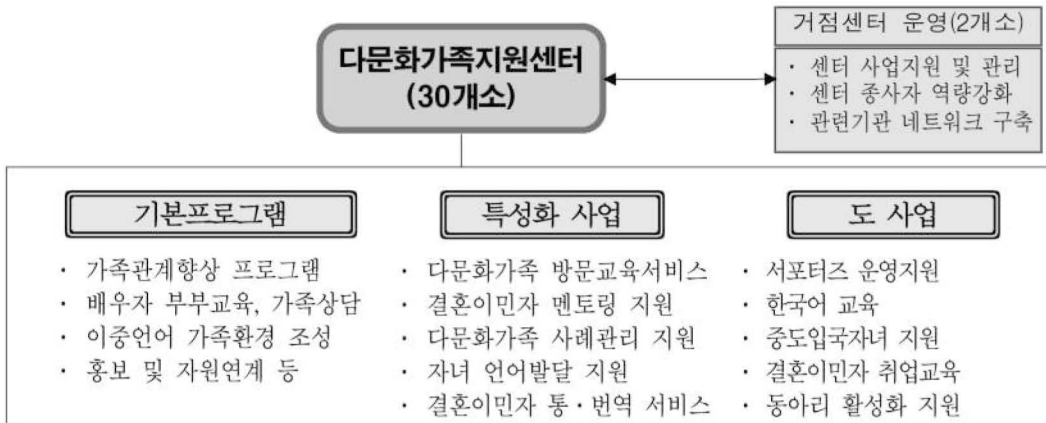 다문화가족지원센터
(30개소)
거점센터 운영(2개소)
· 센터 사업지원 및 관리
· 센터 종사자 역량강화
· 관련기관 네트워크 구축
기본프로그램
· 가족관계향상 프로그램
· 배우자 부부교육, 가족상담
· 이중언어 가족환경 조성
· 홍보 및 자원연계 등
특성화 사업
· 다문화가족 방문교육서비스
· 결혼이민자 멘토링 지원
· 다문화가족 사례관리 지원
· 자녀 언어발달 지원
· 결혼이민자 통·번역 서비스
도 사업
· 서포터즈 운영지원
· 한국어 교육
· 중도입국자녀 지원
· 결혼이민자 취업교육
· 동아리 활성화 지원